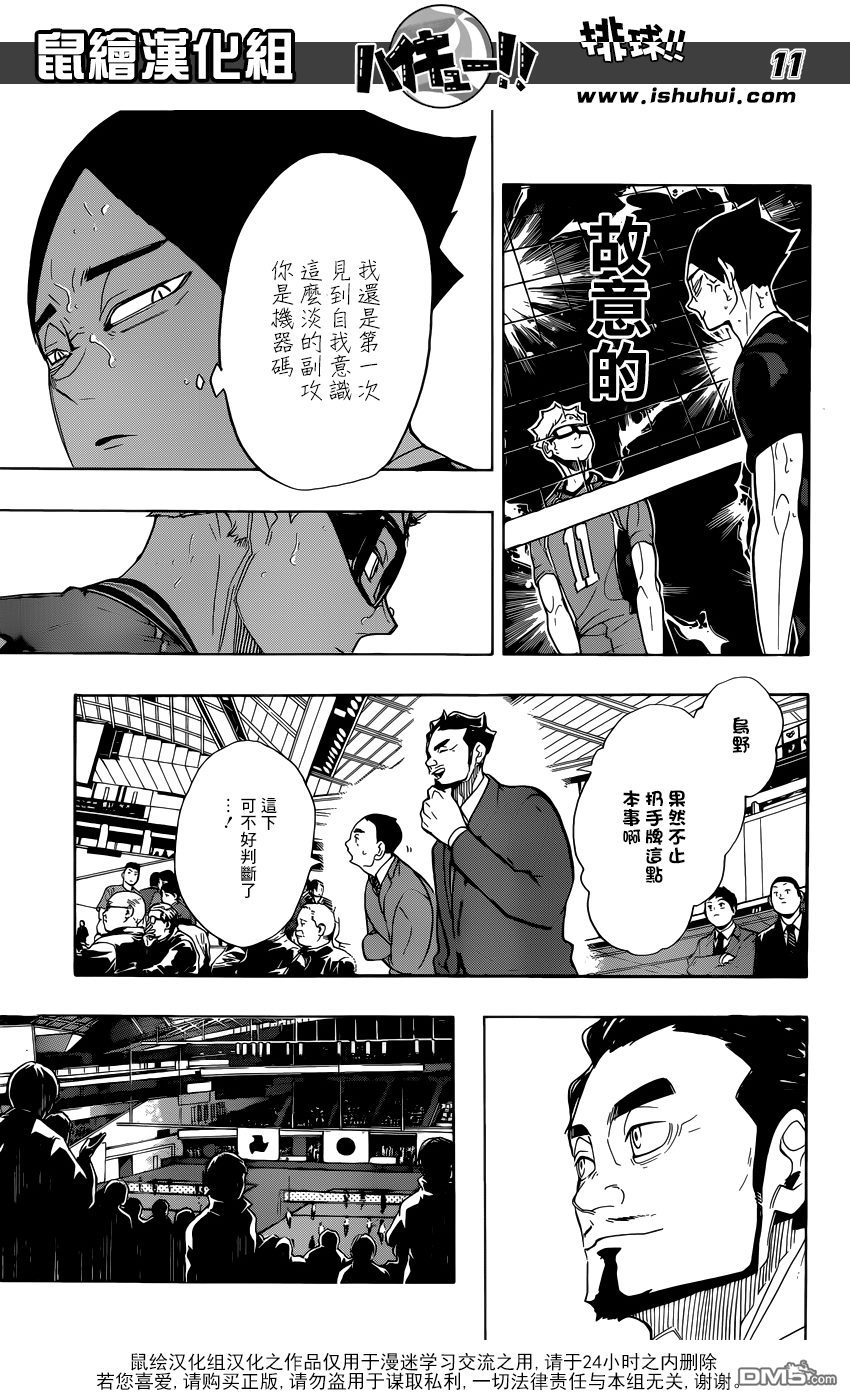 鼠繪漢化組
ハイキュー!!
排球!!
11
www.ishuhui.com
故意的
11
我還是第一次
見到自我意識
這麼淡的副攻
你是機器碼
烏野
果然不止
扔手牌這點
本事啊
這下
可不好判斷了
…!
鼠绘汉化组汉化之作品仅用于漫迷学习交流之用,请于24小时之内删除
若您喜爱,请购买正版,请勿用于谋取私利,一切法律责任与本组无关,谢谢.
DM5.com